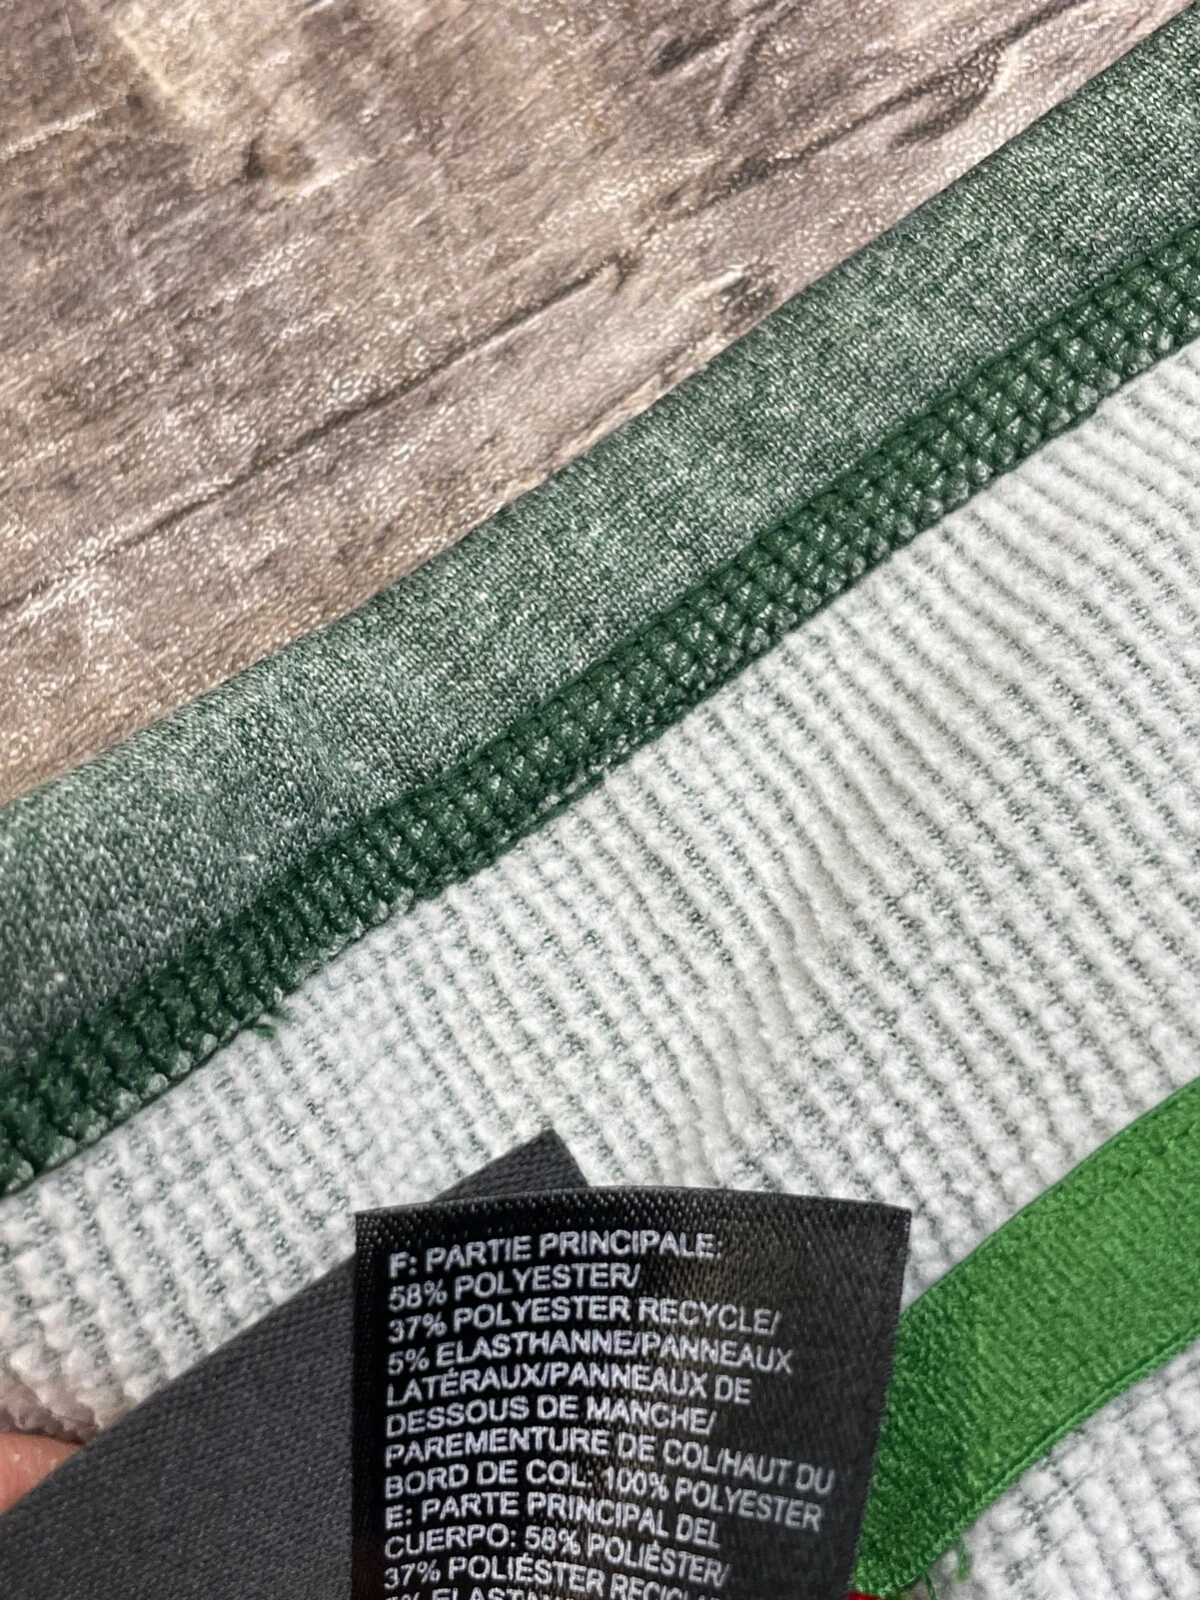 F: PARTIE PRINCIPALE:
58% POLYESTER/
37% POLYESTER RECYCLE/
5% ELASTHANNE/PANNEAUX
LATÉRAUX/PANNEAUX DE
DESSOUS DE MANCHE/
PAREMENTURE DE COL/HAUT DU
BORD DE COL: 100% POLYESTER
E: PARTE PRINCIPAL DEL
CUERPO: 58% POLIÉSTER/
37% POLIÉSTER